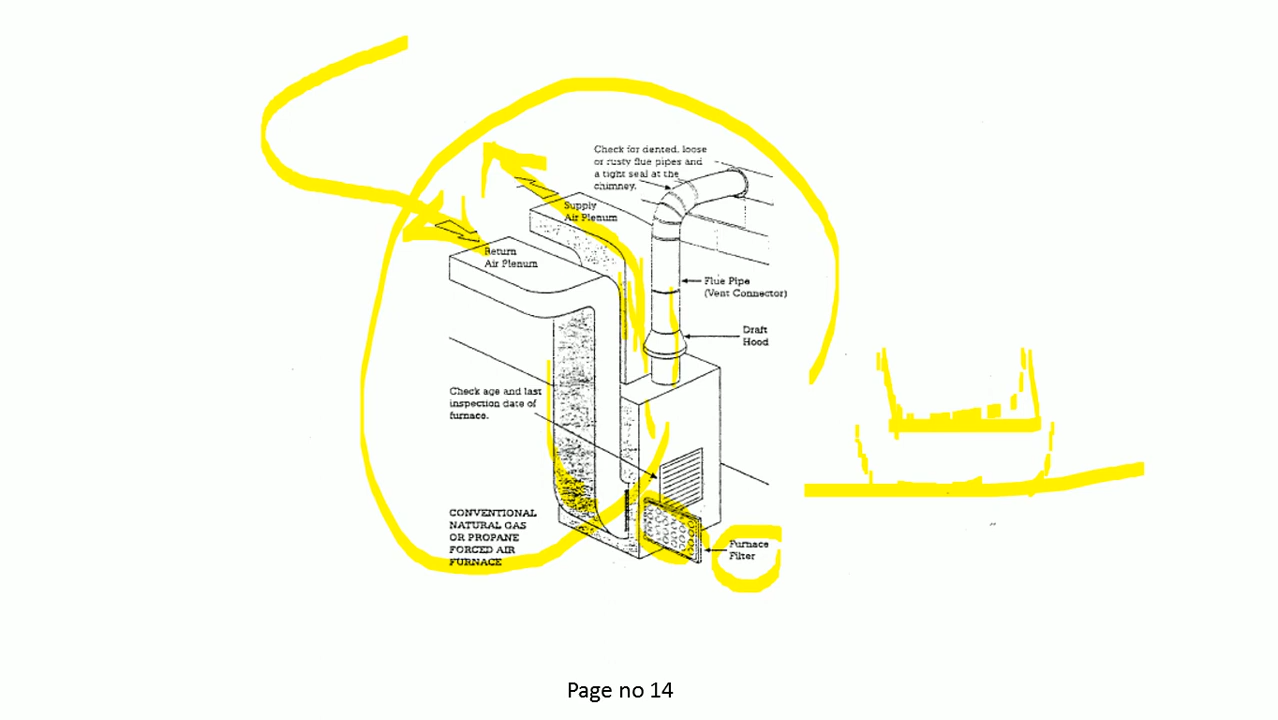 Check for dented, loose
or rusty flue pipes and
a tight seal at the
chimney.
Supply
Air Plenum
Return
Air Plenum
Flue Pipe
(Vent Connector)
Draft
Hood
Check age and last
inspection date of
furnace.
CONVENTIONAL
NATURAL GAS
OR PROPANE
FORCED AIR
FURNACE
Furnace
Filter
Page no 14